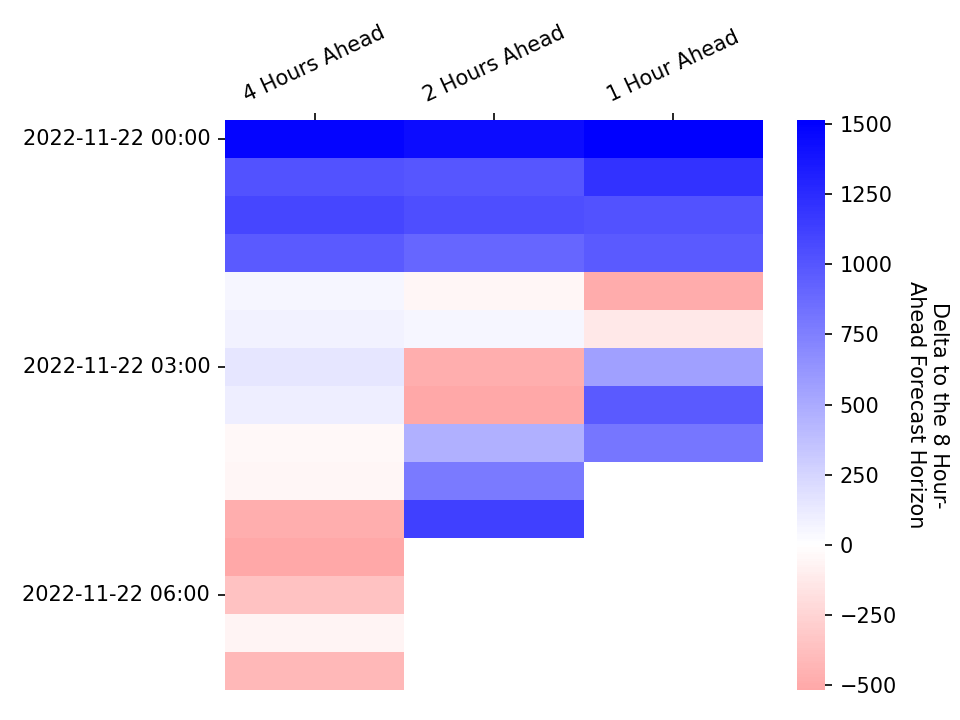 4 Hours Ahead
2 Hours Ahead
1 Hour Ahead
2022-11-22 00:00
2022-11-22 03:00
2022-11-22 06:00
1500
1250
1000
750
500
250
0
−250
−500
Delta to the 8 Hour-
Ahead Forecast Horizon